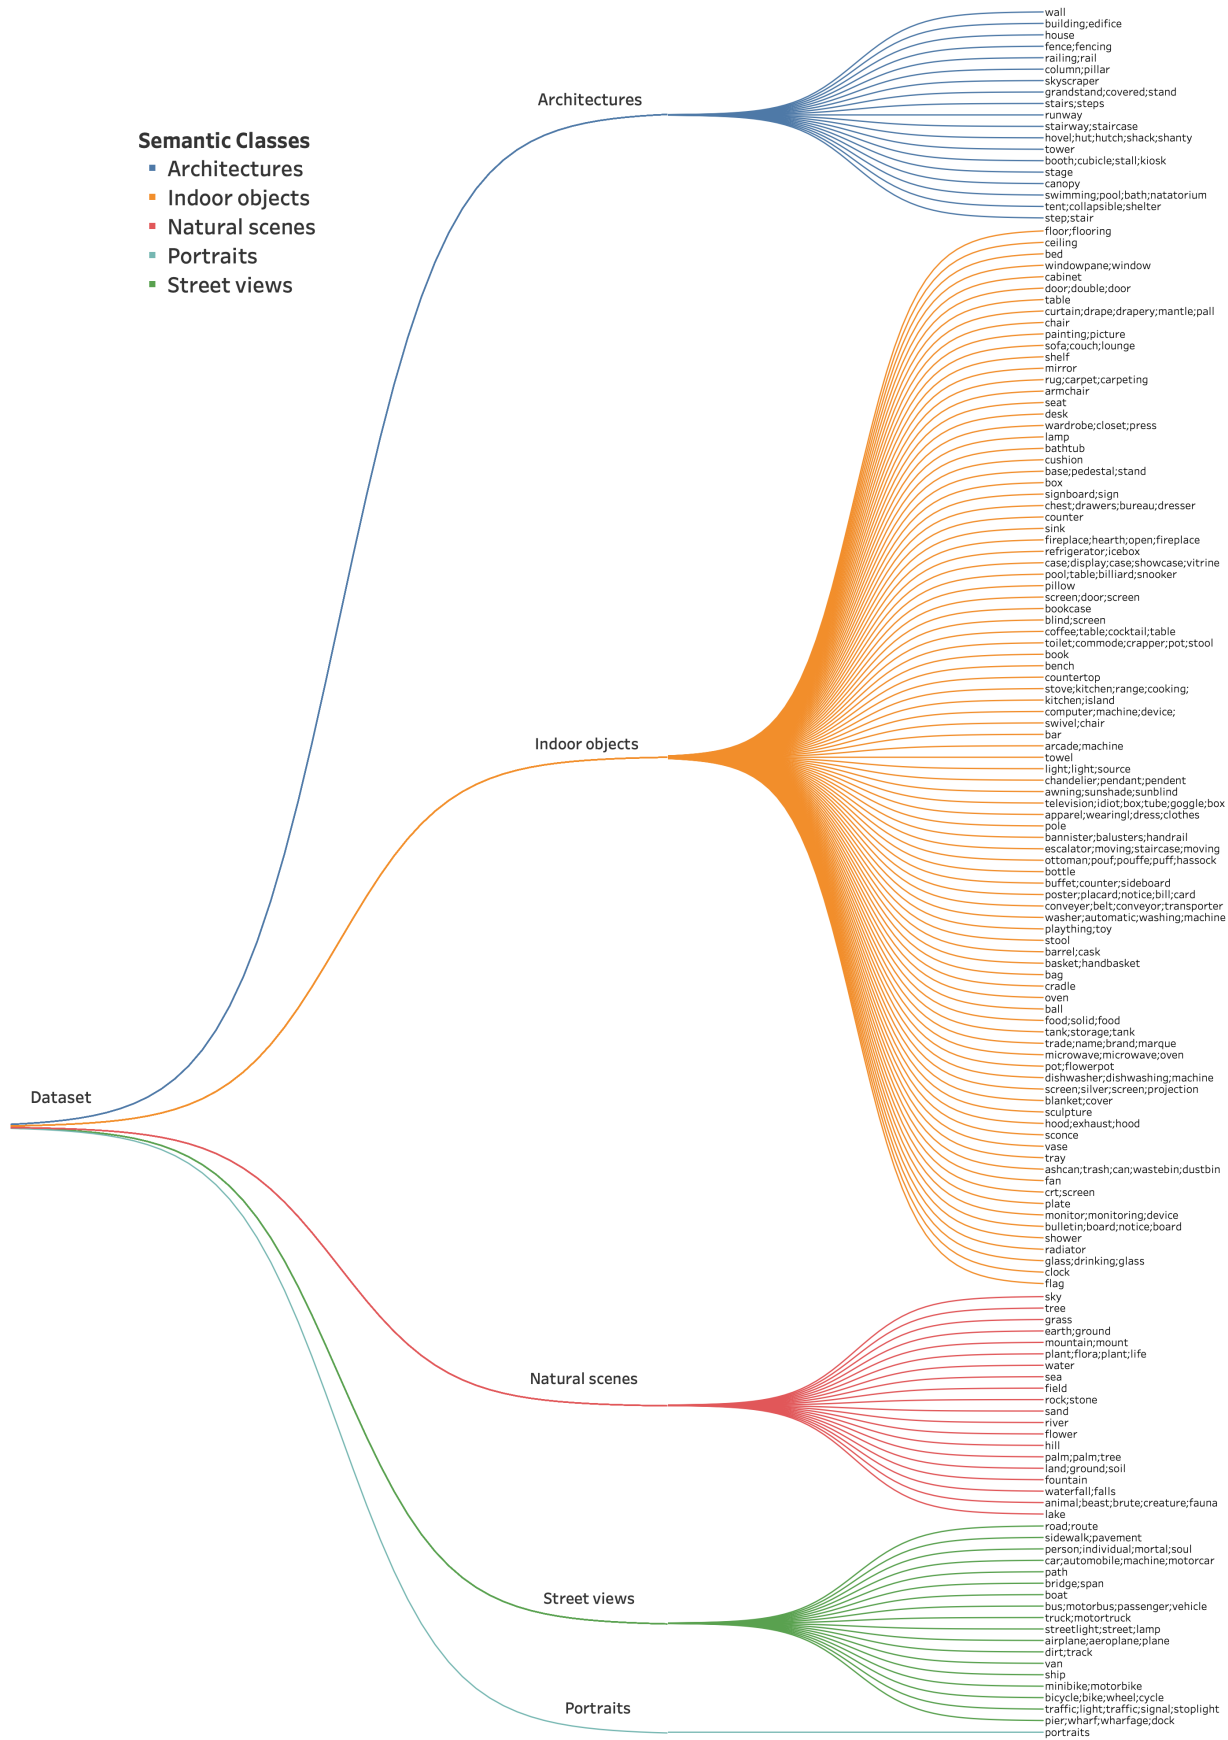 Semantic Classes
Architectures
Indoor objects
Natural scenes
Portraits
Street views
Dataset
Architectures
wall
building;edifice
house
fence;fencing
railing;rail
column;pillar
skyscraper
grandstand;covered;stand
stairs;steps
runway
stairway;staircase
hovel;hut;hutch;shack;shanty
tower
booth;cubicle;stall;kiosk
stage
canopy
swimming;pool;bath;natatorium
tent;collapsible;shelter
step;stair
Indoor objects
floor;flooring
ceiling
bed
windowpane;window
cabinet
door;double;door
table
curtain;drape;drapery;mantle;pall
chair
painting;picture
sofa;couch;lounge
shelf
mirror
rug;carpet;carpeting
armchair
seat
desk
wardrobe;closet;press
lamp
bathtub
cushion
base;pedestal;stand
box
signboard;sign
chest;drawers;bureau;dresser
counter
sink
fireplace;hearth;open;fireplace
refrigerator;icebox
case;display;case;showcase;vitrine
pool;table;billiard;snooker
pillow
screen;door;screen
bookcase
blind;screen
coffee;table;cocktail;table
toilet;commode;crapper;pot;stool
book
bench
countertop
stove;kitchen;range;cooking;
kitchen;island
computer;machine;device;
swivel;chair
bar
arcade;machine
towel
light;light;source
chandelier;pendant;pendent
awning;sunshade;sunblind
television;idiot;box;tube;goggle;box
apparel;wearingl;dress;clothes
pole
bannister;balusters;handrail
escalator;moving;staircase;moving
ottoman;pouf;pouffe;puff;hassock
bottle
buffet;counter;sideboard
poster;placard;notice;bill;card
conveyer;belt;conveyor;transporter
washer;automatic;washing;machine
plaything;toy
stool
barrel;cask
basket;handbasket
bag
cradle
oven
ball
food;solid;food
tank;storage;tank
trade;name;brand;marque
microwave;microwave;oven
pot;flowerpot
dishwasher;dishwashing;machine
screen;silver;screen;projection
blanket;cover
sculpture
hood;exhaust;hood
sconce
vase
tray
ashcan;trash;can;wastebin;dustbin
fan
crt;screen
plate
monitor;monitoring;device
bulletin;board;notice;board
shower
radiator
glass;drinking;glass
clock
flag
Natural scenes
sky
tree
grass
earth;ground
mountain;mount
plant;flora;plant;life
water
sea
field
rock;stone
sand
river
flower
hill
palm;palm;tree
land;ground;soil
fountain
waterfall;falls
animal;beast;brute;creature;fauna
lake
Street views
road;route
sidewalk;pavement
person;individual;mortal;soul
car;automobile;machine;motorcar
path
bridge;span
boat
bus;motorbus;passenger;vehicle
truck;motortruck
streetlight;street;lamp
airplane;aeroplane;plane
dirt;track
van
ship
minibike;motorbike
bicycle;bike;wheel;cycle
traffic;light;traffic;signal;stoplight
pier;wharf;wharfage;dock
Portraits
portraits